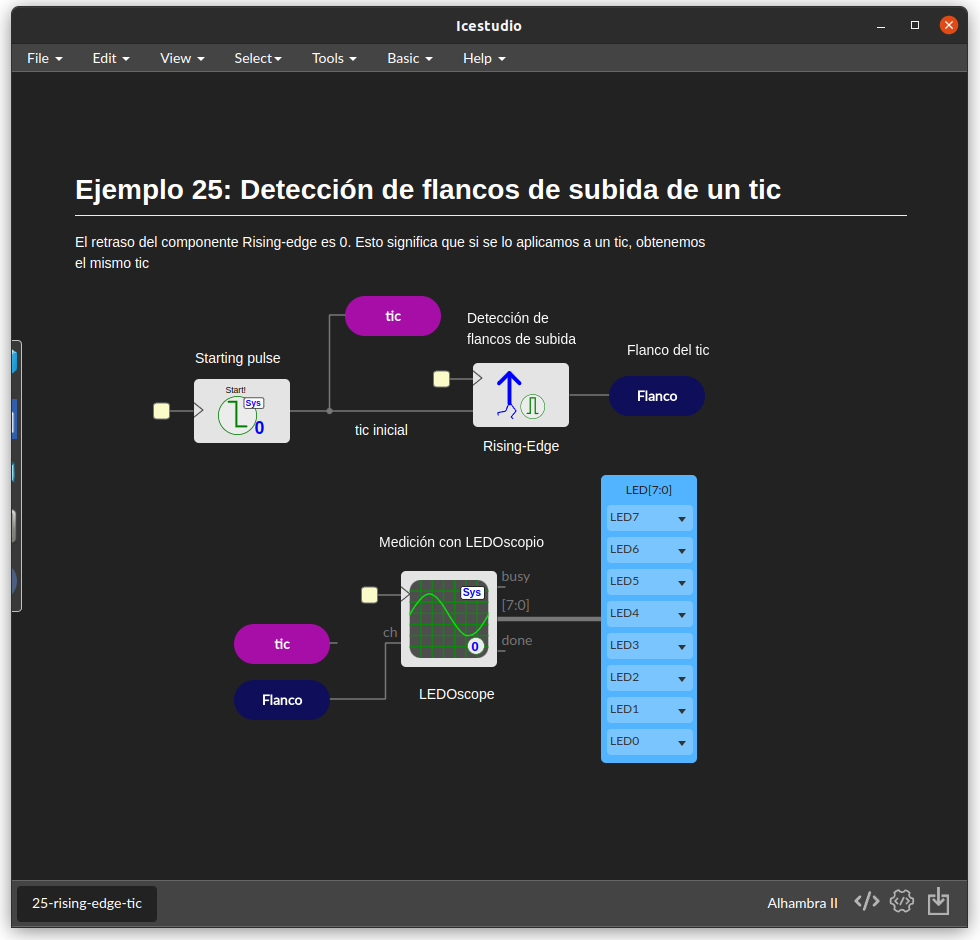 Icestudio
File Edit View Select Tools Basic Help
Ejemplo 25: Detección de flancos de subida de un tic
El retraso del componente Rising-edge es 0. Esto significa que si se lo aplicamos a un tic, obtenemos
el mismo tic
tic
Detección de
flancos de subida
Starting pulse
Flanco del tic
Start!
Sys
0
Flanco
tic inicial
Rising-Edge
LED[7:0]
LED7
LED6
LED5
LED4
LED3
LED2
LED1
LED0
Medición con LEDOscopio
busy
Sys
[7:0]
ch
done
0
tic
Flanco
LEDOscope
25-rising-edge-tic
Alhambra II